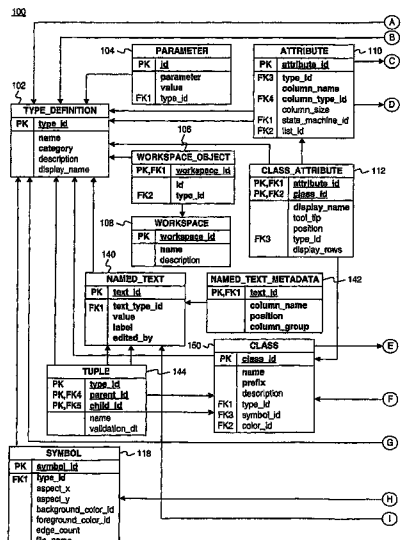 100
A
B
104
PARAMETER
PK id
parameter
value
FK1 type_id
ATTRIBUTE
110
PK attribute_id
FK3 type_id
column_name
FK4 column_type_id
column_size
FK1 state_machine_id
FK2 list_id
C
D
102
TYPE_DEFINITION
PK type_id
name
category
description
display_name
106
WORKSPACE_OBJECT
PK,FK1 workspace_id
id
FK2 type_id
CLASS_ATTRIBUTE
112
PK,FK1 attribute_id
PK,FK2 class_id
display_name
tool_tip
position
FK3 type_id
display_rows
108
WORKSPACE
PK workspace_id
name
description
140
NAMED_TEXT
PK text_id
FK1 text_type_id
value
label
edited_by
NAMED_TEXT_METADATA
142
PK,FK1 text_id
column_name
position
column_group
150
CLASS
PK class_id
name
prefix
description
FK1 type_id
FK3 symbol_id
FK2 color_id
E
F
TUPLE
144
PK type_id
PK,FK4 parent_id
PK,FK5 child_id
name
validation_dt
G
SYMBOL
118
PK symbol_id
FK1 type_id
aspect_x
aspect_y
background_color_id
foreground_color_id
edge_count
file_name
H
I